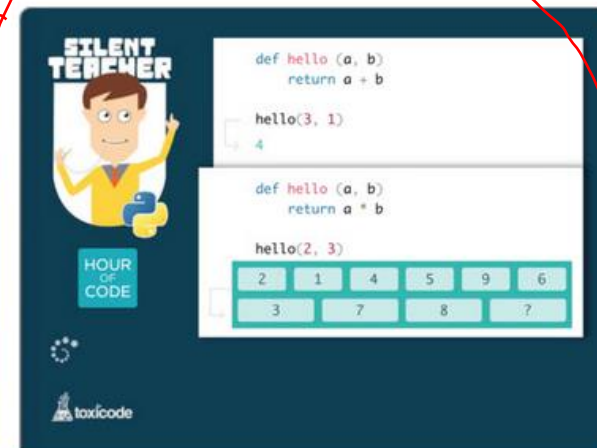 SILENT
TEACHER
def hello (a, b)
return a + b
hello(3, 1)
4
def hello (a, b)
return a * b
hello(2, 3)
2 1 4 5 9 6
3 7 8 ?
HOUR
OF
CODE
toxicode